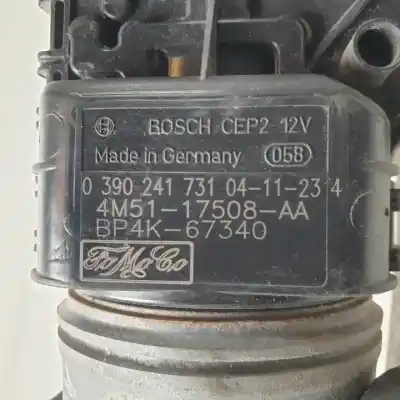 BOSCH CEP2 12V
Made in Germany 058
0 390 241 731 04-11-23 4
4M51-17508-AA
BP4K-67340
FoMoCo